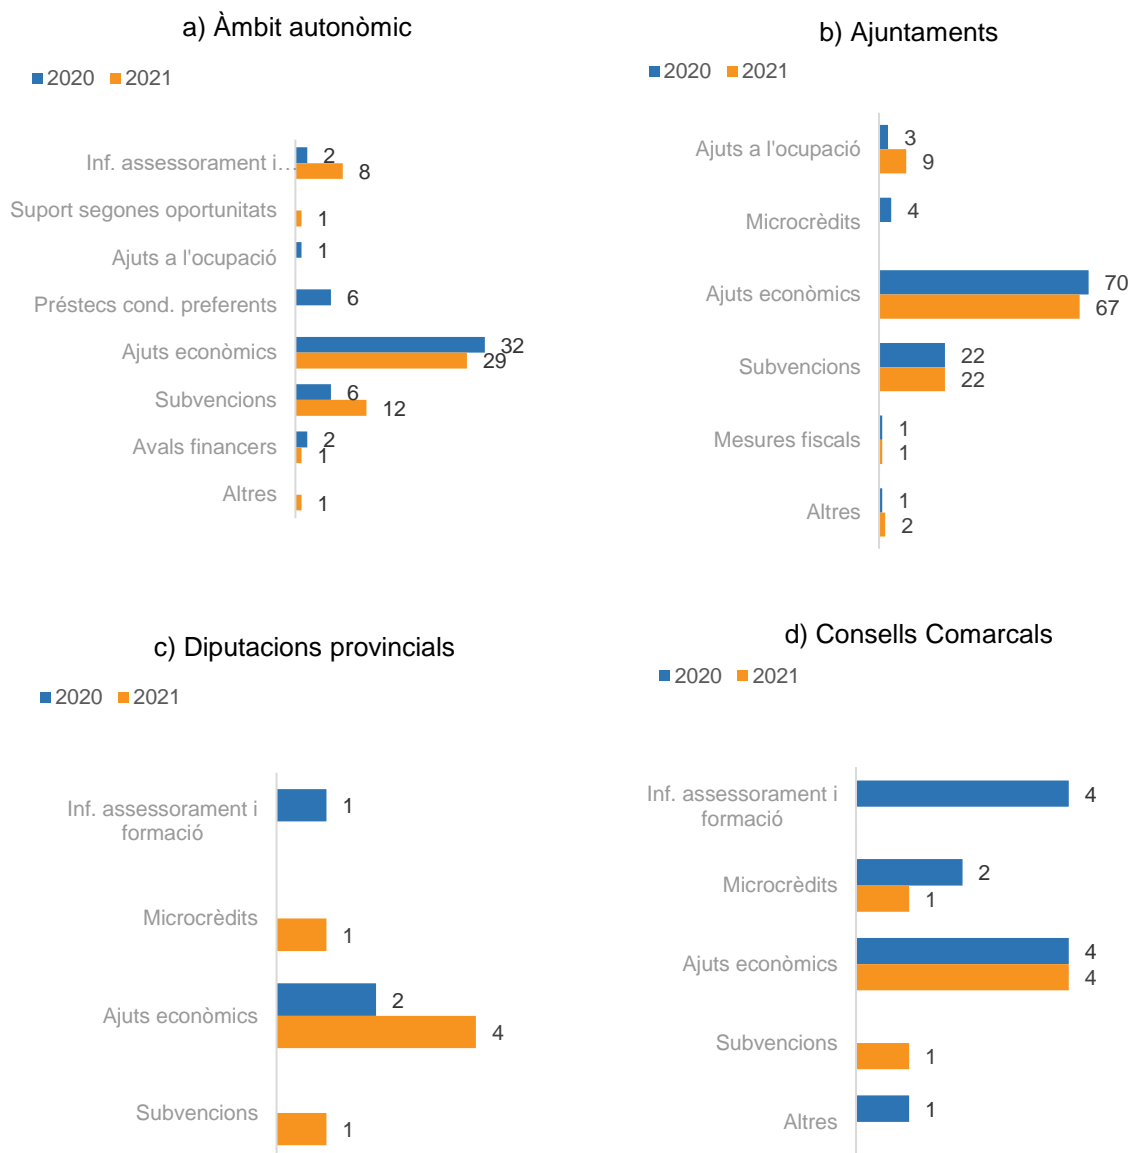 a) Àmbit autonòmic
2020 2021
Inf. assessorament i… 2
8
Suport segones oportunitats 1
Ajuts a l'ocupació 1
Préstecs cond. preferents 6
Ajuts econòmics 32
29
Subvencions 6
12
Avals financers 2
1
Altres 1
b) Ajuntaments
2020 2021
Ajuts a l'ocupació 3
9
Microcrèdits 4
Ajuts econòmics 70
67
Subvencions 22
22
Mesures fiscals 1
1
Altres 1
2
c) Diputacions provincials
2020 2021
Inf. assessorament i
formació 1
Microcrèdits 1
Ajuts econòmics 2
4
Subvencions 1
d) Consells Comarcals
2020 2021
Inf. assessorament i
formació 4
Microcrèdits 2
1
Ajuts econòmics 4
4
Subvencions 1
Altres 1